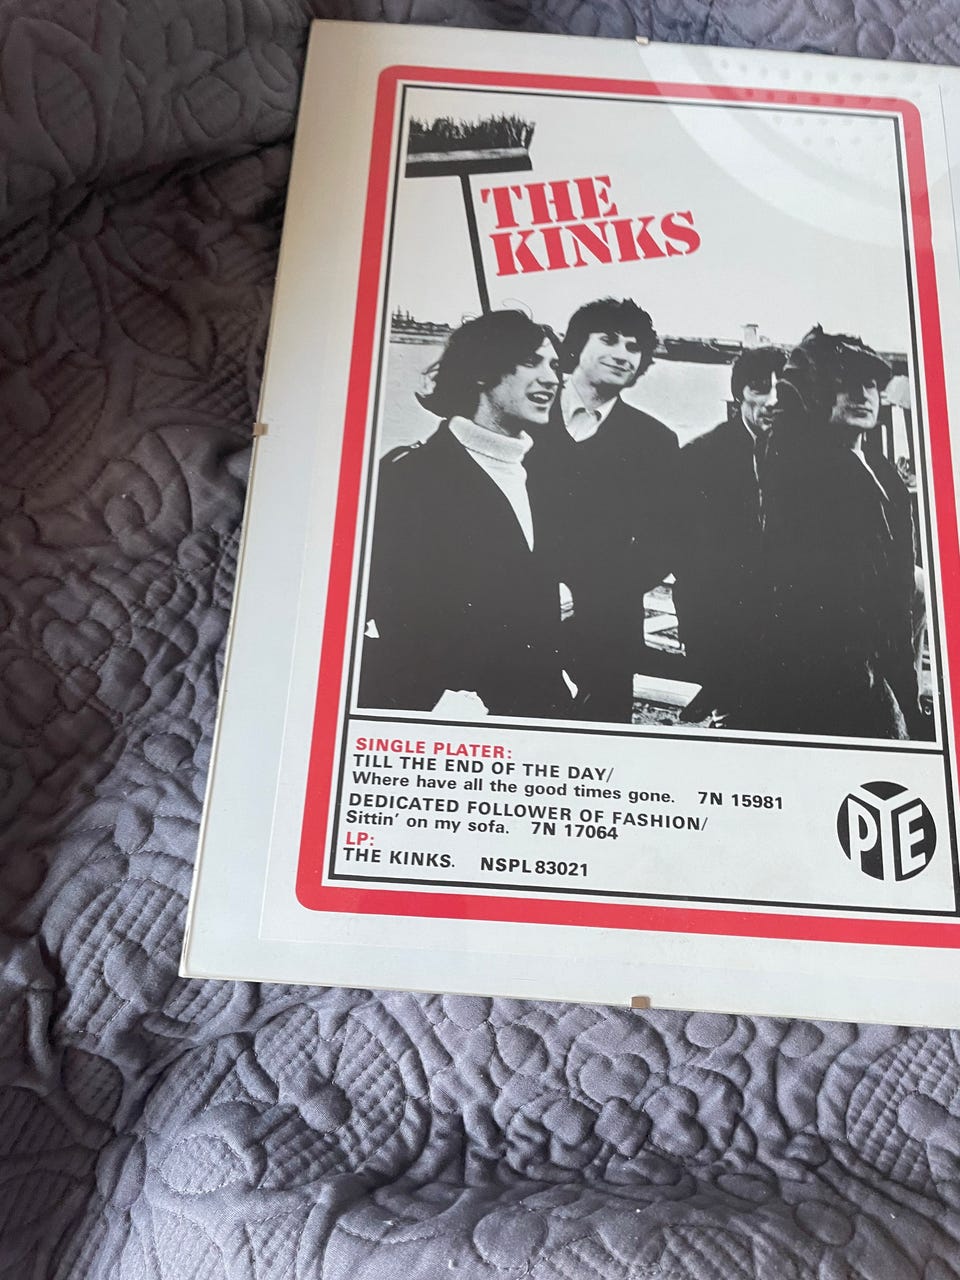 THE
KINKS
SINGLE PLATER:
TILL THE END OF THE DAY/
Where have all the good times gone. 7N 15981
DEDICATED FOLLOWER OF FASHION/
Sittin' on my sofa. 7N 17064
LP:
THE KINKS. NSPL 83021
PYE